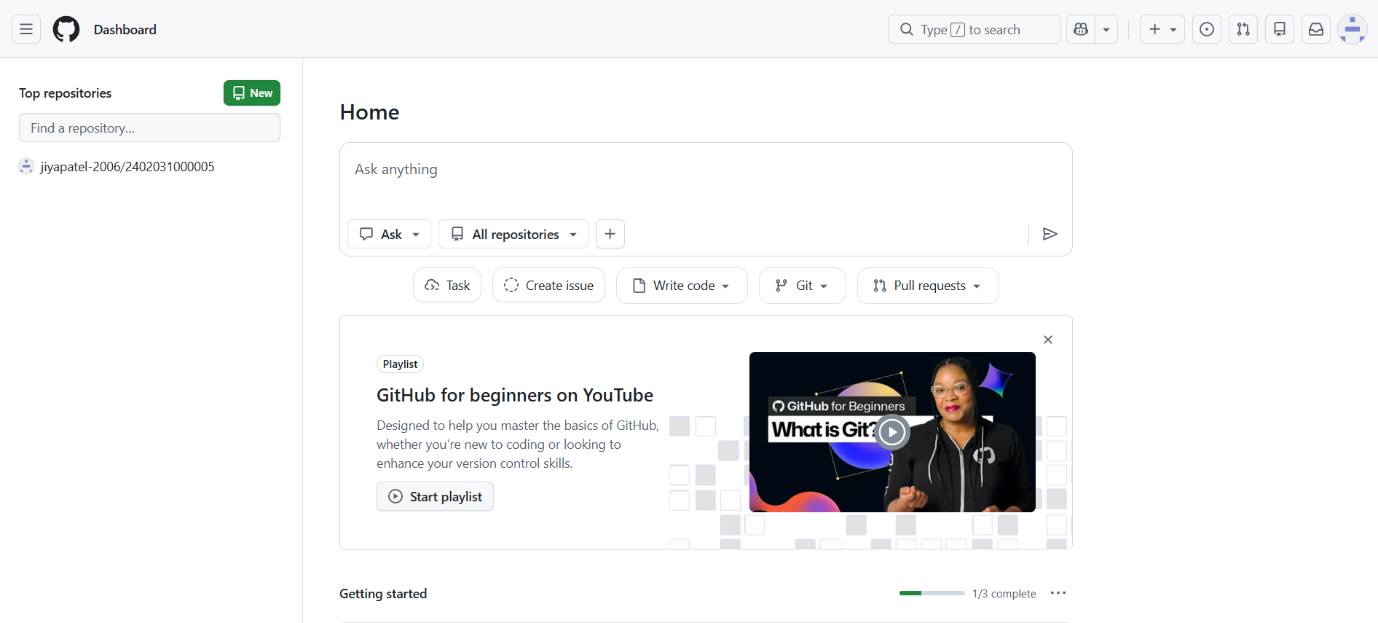 Dashboard
Type / to search
Top repositories
New
Find a repository...
jiyapatel-2006/2402031000005
Home
Ask anything
Ask
All repositories
Task
Create issue
Write code
Git
Pull requests
Playlist
GitHub for beginners on YouTube
Designed to help you master the basics of GitHub,
whether you're new to coding or looking to
enhance your version control skills.
Start playlist
GitHub for Beginners
What is Git?
Getting started
1/3 complete